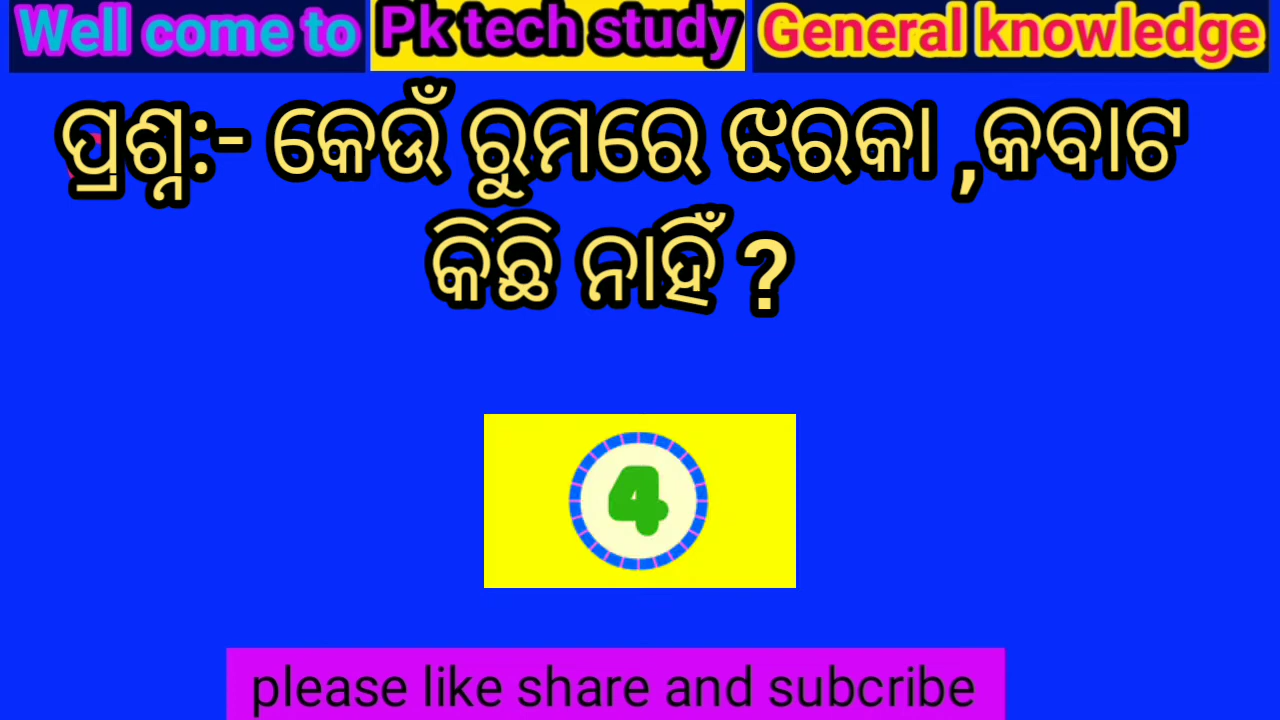 Well come to Pk tech study General knowledge
ପ୍ରଶ୍ନ:- କେଉଁ ରୁମରେ ଝରକା ,କବାଟ
କିଛି ନାହିଁ ?
4
please like share and subcribe